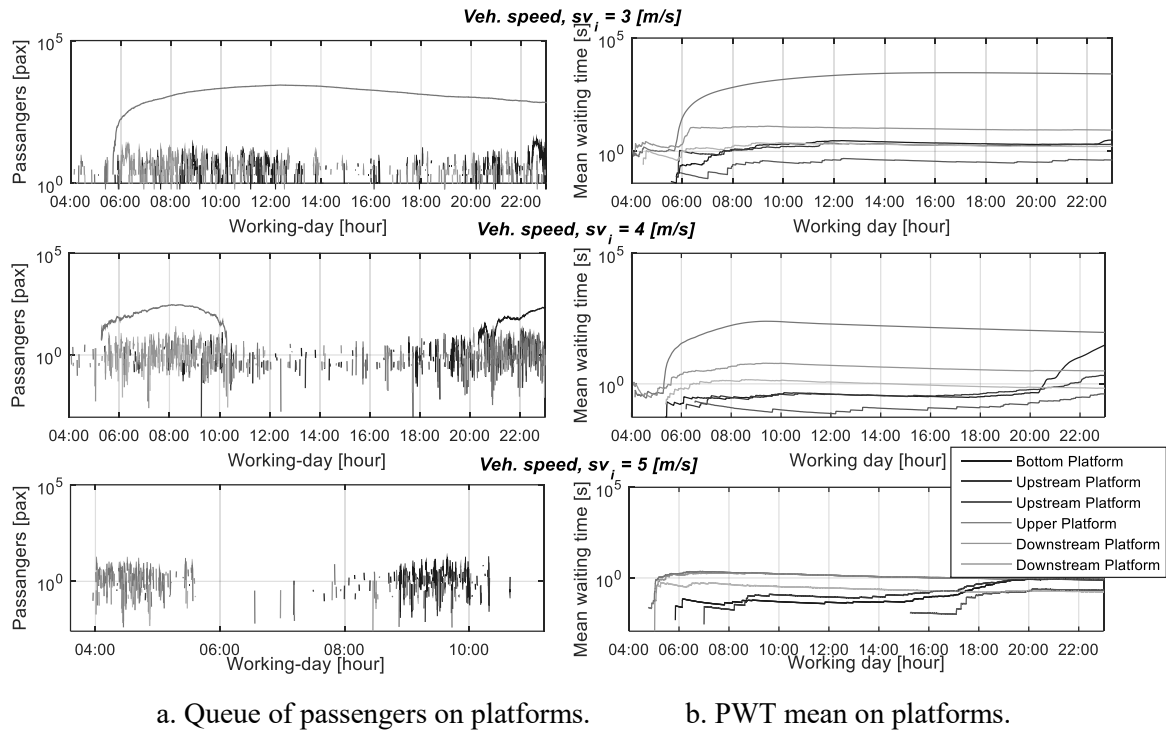 Veh. speed, sv_i = 3 [m/s]
Passangers [pax]
10^5
10^0
04:00 06:00 08:00 10:00 12:00 14:00 16:00 18:00 20:00 22:00
Working-day [hour]
Mean waiting time [s]
10^5
10^0
04:00 06:00 08:00 10:00 12:00 14:00 16:00 18:00 20:00 22:00
Working day [hour]
Veh. speed, sv_i = 4 [m/s]
Passengers [pax]
10^5
10^0
04:00 06:00 08:00 10:00 12:00 14:00 16:00 18:00 20:00 22:00
Working-day [hour]
Mean waiting time [s]
10^5
10^0
04:00 06:00 08:00 10:00 12:00 14:00 16:00 18:00 20:00 22:00
Working day [hour]
Veh. speed, sv_i = 5 [m/s]
Passengers [pax]
10^5
10^0
04:00 06:00 08:00 10:00
Working-day [hour]
Mean waiting time [s]
10^5
10^0
04:00 06:00 08:00 10:00 12:00 14:00 16:00 18:00 20:00 22:00
Working day [hour]
Bottom Platform
Upstream Platform
Upstream Platform
Upper Platform
Downstream Platform
Downstream Platform
a. Queue of passengers on platforms.
b. PWT mean on platforms.